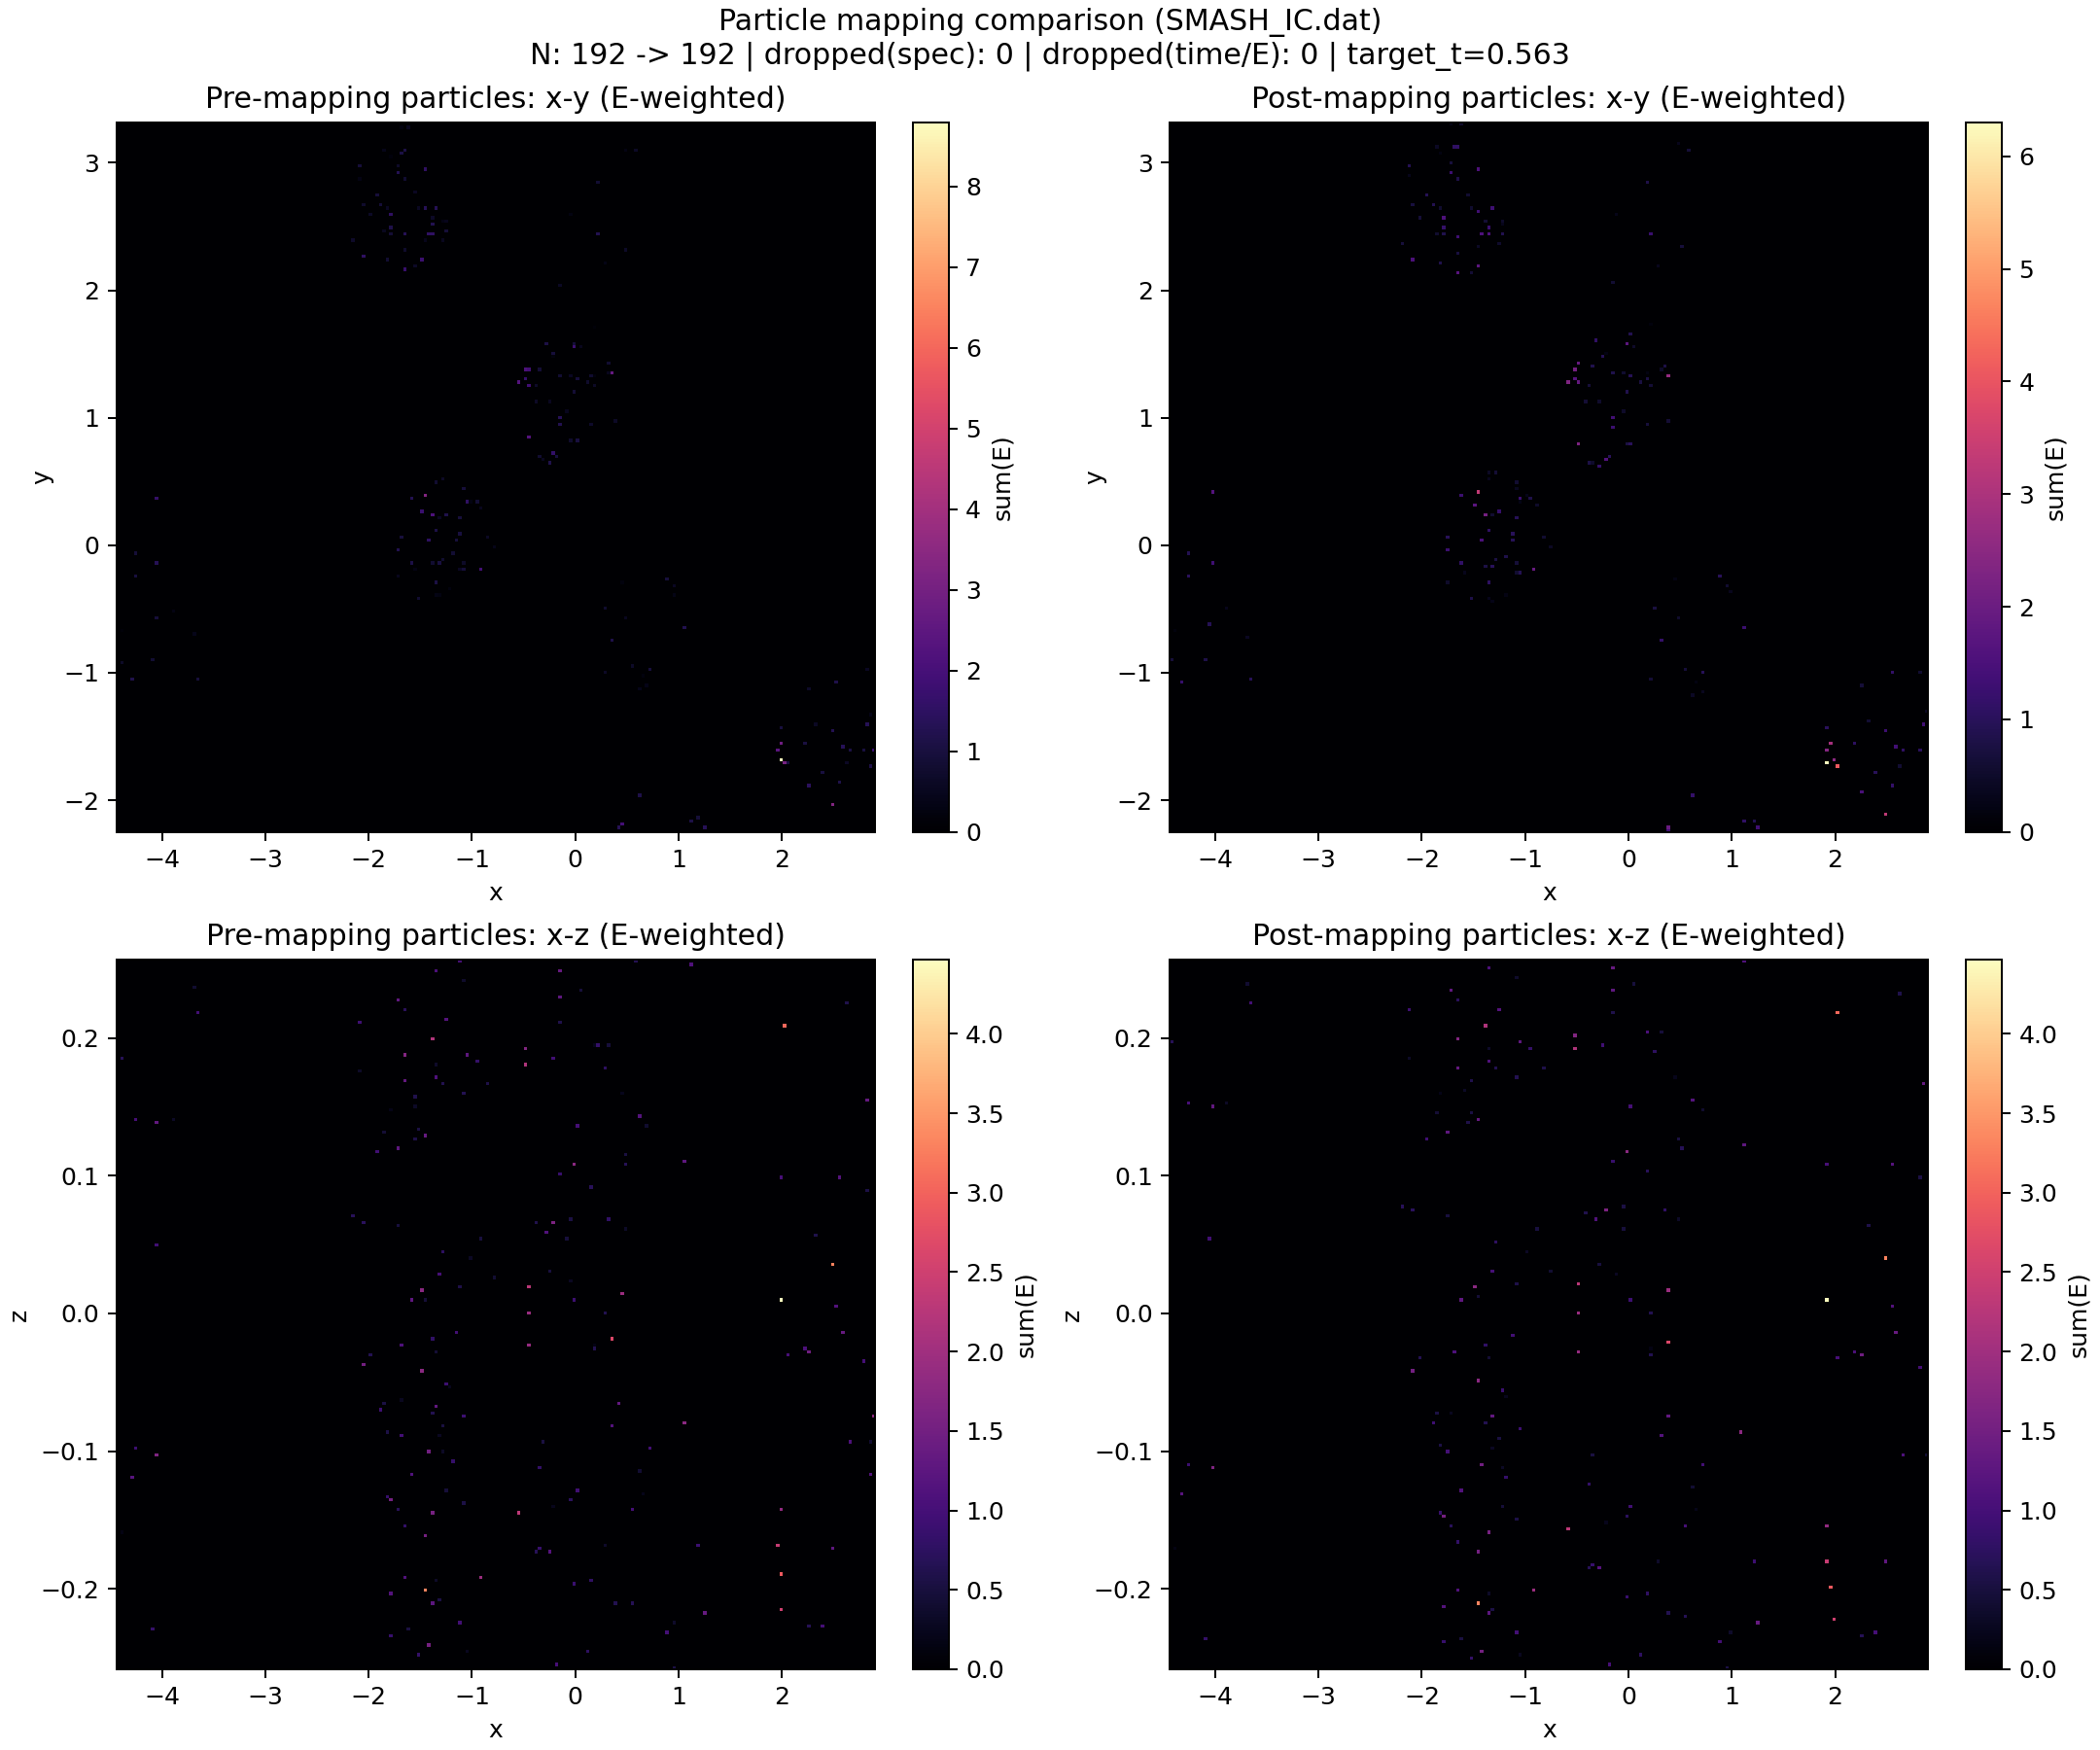 Particle mapping comparison (SMASH_IC.dat)
N: 192 -> 192 | dropped(spec): 0 | dropped(time/E): 0 | target_t=0.563
Pre-mapping particles: x-y (E-weighted)
3
2
1
0
−1
−2
y
−4 −3 −2 −1 0 1 2
x
8
7
6
5
4
3
2
1
0
sum(E)
Post-mapping particles: x-y (E-weighted)
3
2
1
0
−1
−2
y
−4 −3 −2 −1 0 1 2
x
6
5
4
3
2
1
0
sum(E)
Pre-mapping particles: x-z (E-weighted)
0.2
0.1
0.0
−0.1
−0.2
z
−4 −3 −2 −1 0 1 2
x
4.0
3.5
3.0
2.5
2.0
1.5
1.0
0.5
0.0
sum(E)
Post-mapping particles: x-z (E-weighted)
0.2
0.1
0.0
−0.1
−0.2
z
−4 −3 −2 −1 0 1 2
x
4.0
3.5
3.0
2.5
2.0
1.5
1.0
0.5
0.0
sum(E)